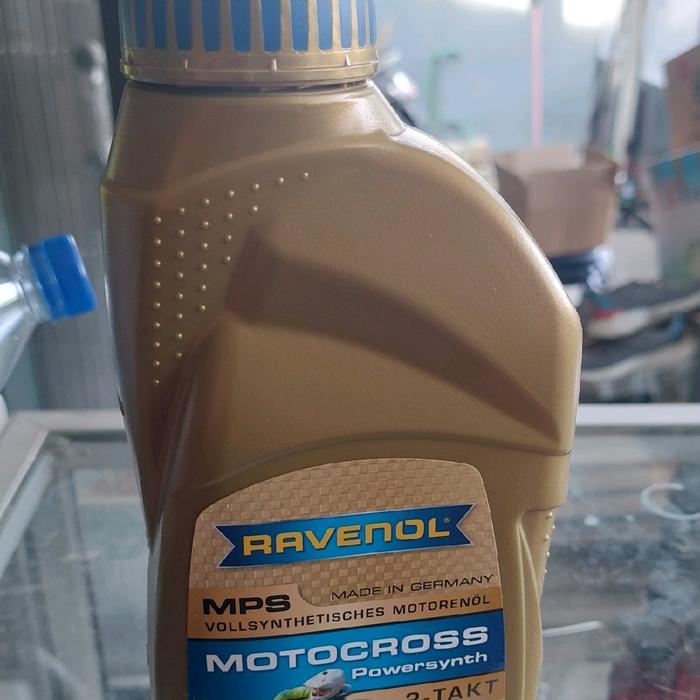 RAVENOL®
MADE IN GERMANY
MPS
VOLLSYNTHETISCHES MOTORENÖL
MOTOCROSS
Powersynth
2-TAKT